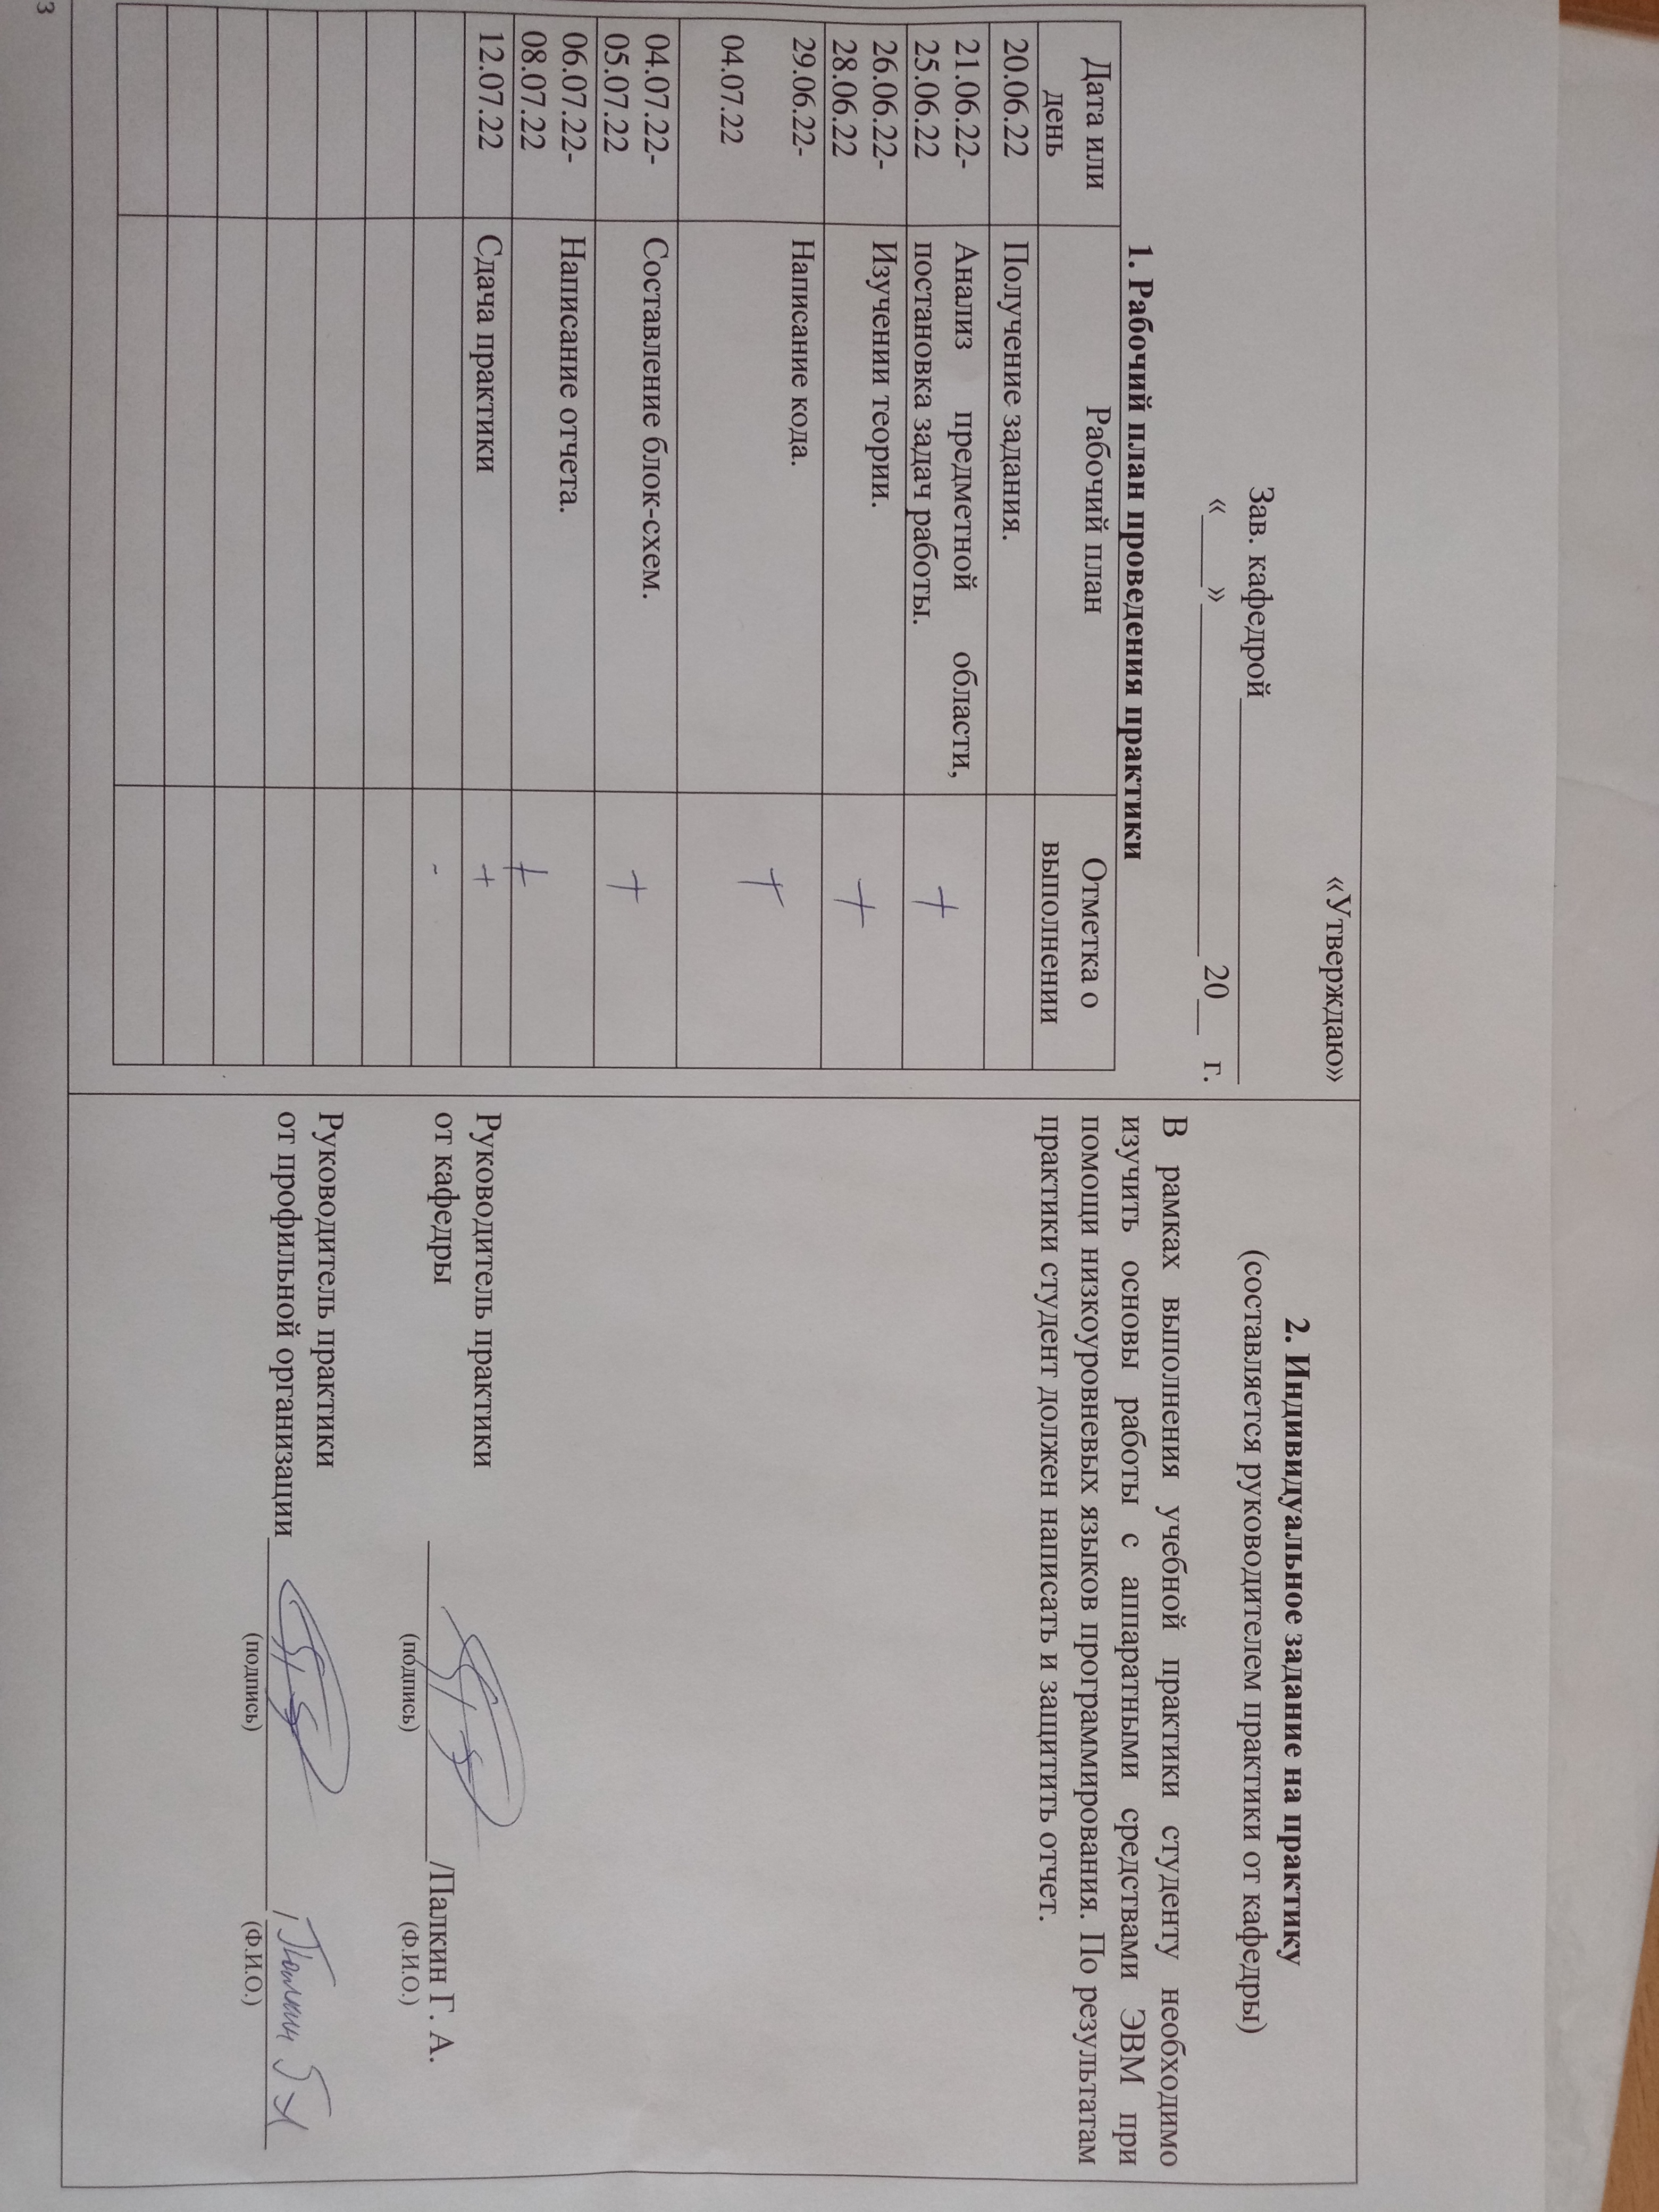 «Утверждаю»
Зав. кафедрой
«___»____________ 20__ г.
1. Рабочий план проведения практики
Дата или день
Рабочий план
Отметка о выполнении
20.06.22
Получение задания.
21.06.22-
25.06.22
Анализ предметной области,
постановка задач работы.
+
26.06.22-
28.06.22
Изучении теории.
+
29.06.22-
04.07.22
Написание кода.
+
04.07.22-
05.07.22
Составление блок-схем.
+
06.07.22-
08.07.22
Написание отчета.
+
12.07.22
Сдача практики
+
-
2. Индивидуальное задание на практику
(составляется руководителем практики от кафедры)
В рамках выполнения учебной практики студенту необходимо
изучить основы работы с аппаратными средствами ЭВМ при
помощи низкоуровневых языков программирования. По результатам
практики студент должен написать и защитить отчет.
Руководитель практики
от кафедры /Палкин Г. А.
(подпись) (Ф.И.О.)
Руководитель практики
от профильной организации /Палкин Г А
(подпись) (Ф.И.О.)
3